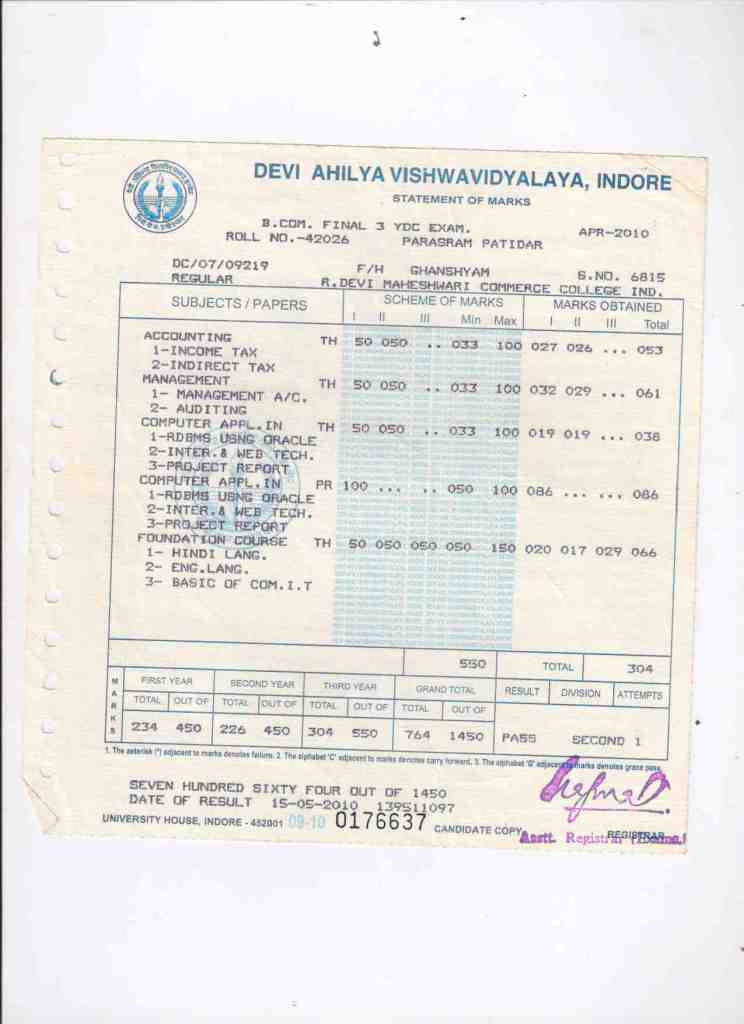 DEVI AHILYA VISHWAVIDYALAYA, INDORE
STATEMENT OF MARKS
B.COM. FINAL 3 YDC EXAM. APR-2010
ROLL NO.-42026 PARASRAM PATIDAR
DC/07/09219 F/H GHANSHYAM S.NO. 6815
REGULAR R.DEVI MAHESHWARI COMMERCE COLLEGE IND.
SUBJECTS / PAPERS SCHEME OF MARKS MARKS OBTAINED
I II III Min Max I II III Total
ACCOUNTING TH 50 050 .. 033 100 027 026 ... 053
1-INCOME TAX
2-INDIRECT TAX
MANAGEMENT TH 50 050 .. 033 100 032 029 ... 061
1- MANAGEMENT A/C.
2- AUDITING
COMPUTER APPL.IN TH 50 050 .. 033 100 019 019 ... 038
1-RDBMS USNG ORACLE
2-INTER.& WEB TECH.
3-PROJECT REPORT
COMPUTER APPL.IN PR 100 ... .. 050 100 086 ... ... 086
1-RDBMS USNG ORACLE
2-INTER.& WEB TECH.
3-PROJECT REPORT
FOUNDATION COURSE TH 50 050 050 050 150 020 017 029 066
1- HINDI LANG.
2- ENG.LANG.
3- BASIC OF COM.I.T
550 TOTAL 304
MARKS FIRST YEAR SECOND YEAR THIRD YEAR GRAND TOTAL RESULT DIVISION ATTEMPTS
TOTAL OUT OF TOTAL OUT OF TOTAL OUT OF TOTAL OUT OF
234 450 226 450 304 550 764 1450 PASS SECOND 1
1. The asterisk (*) adjacent to marks denotes failure. 2. The alphabet 'C' adjacent to marks denotes carry forward. 3. The alphabet 'G' adjacent to marks denotes grace pass.
SEVEN HUNDRED SIXTY FOUR OUT OF 1450
DATE OF RESULT 15-05-2010 139511097
UNIVERSITY HOUSE, INDORE - 452001 09-10 0176637 CANDIDATE COPY REGISTRAR
Asstt. Registrar